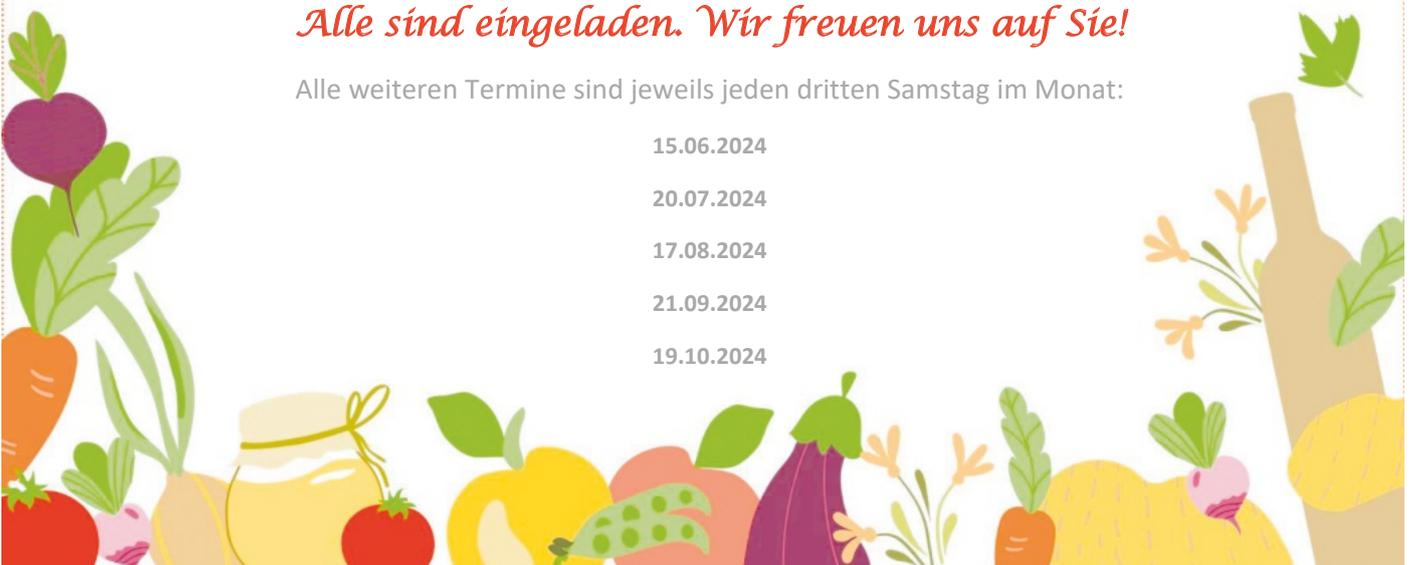 Alle sind eingeladen. Wir freuen uns auf Sie!
Alle weiteren Termine sind jeweils jeden dritten Samstag im Monat:
15.06.2024
20.07.2024
17.08.2024
21.09.2024
19.10.2024